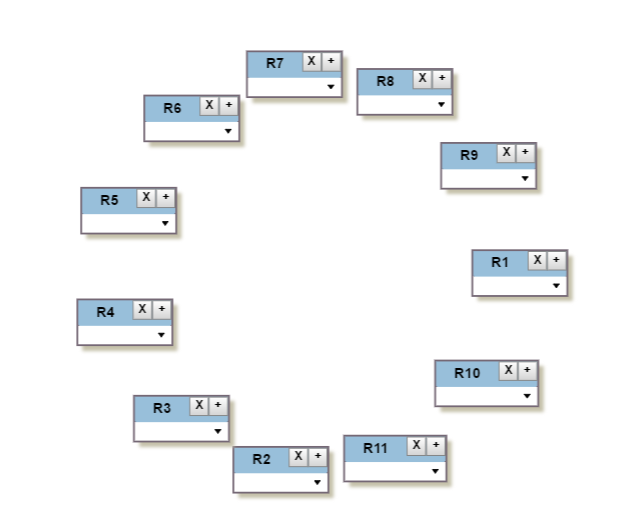 R7 X +
R8 X +
R6 X +
R9 X +
R5 X +
R1 X +
R4 X +
R10 X +
R3 X +
R11 X +
R2 X +